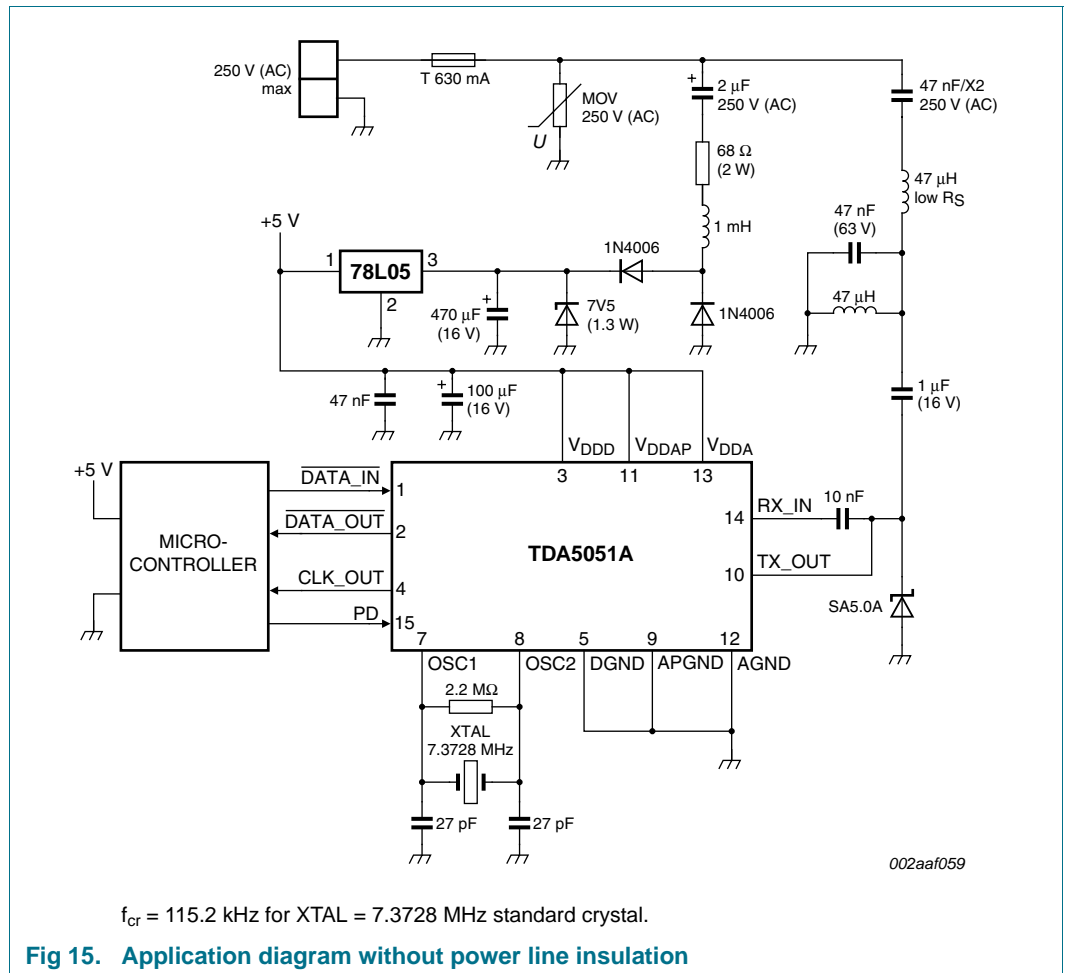 250 V (AC)
max
T 630 mA
MOV
250 V (AC)
U
+
2 μF
250 V (AC)
68 Ω
(2 W)
1 mH
47 nF/X2
250 V (AC)
47 μH
low RS
47 nF
(63 V)
47 μH
+5 V
1
78L05
3
2
+
470 μF
(16 V)
7V5
(1.3 W)
1N4006
1N4006
1 μF
(16 V)
47 nF
+
100 μF
(16 V)
VDDD
VDDAP
VDDA
3
11
13
+5 V
MICRO-
CONTROLLER
DATA_IN
1
DATA_OUT
2
CLK_OUT
4
PD
15
TDA5051A
14
RX_IN
10 nF
10
TX_OUT
SA5.0A
7
8
5
9
12
OSC1
OSC2
DGND
APGND
AGND
2.2 MΩ
XTAL
7.3728 MHz
27 pF
27 pF
002aaf059
fcr = 115.2 kHz for XTAL = 7.3728 MHz standard crystal.
Fig 15. Application diagram without power line insulation